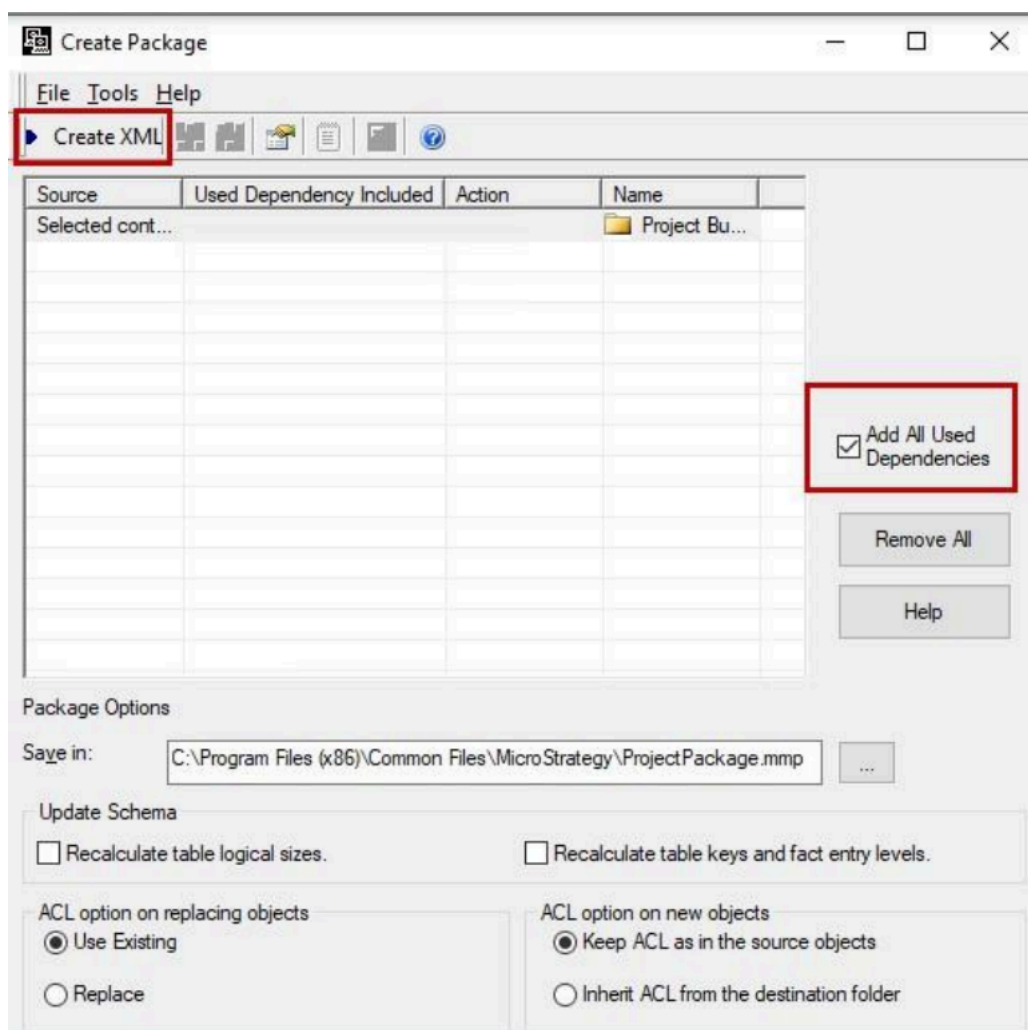 Create Package
File Tools Help
Create XML
Source Used Dependency Included Action Name
Selected cont... Project Bu...
Add All Used
Dependencies
Remove All
Help
Package Options
Save in: C:\Program Files (x86)\Common Files\MicroStrategy\ProjectPackage.mmp ...
Update Schema
Recalculate table logical sizes. Recalculate table keys and fact entry levels.
ACL option on replacing objects ACL option on new objects
Use Existing Keep ACL as in the source objects
Replace Inherit ACL from the destination folder